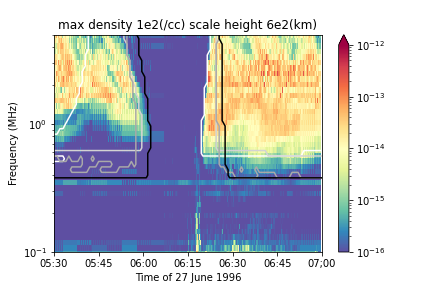 max density 1e2(/cc) scale height 6e2(km)
Frequency (MHz)
10⁰
10⁻¹
05:30 05:45 06:00 06:15 06:30 06:45 07:00
Time of 27 June 1996
10⁻¹²
10⁻¹³
10⁻¹⁴
10⁻¹⁵
10⁻¹⁶